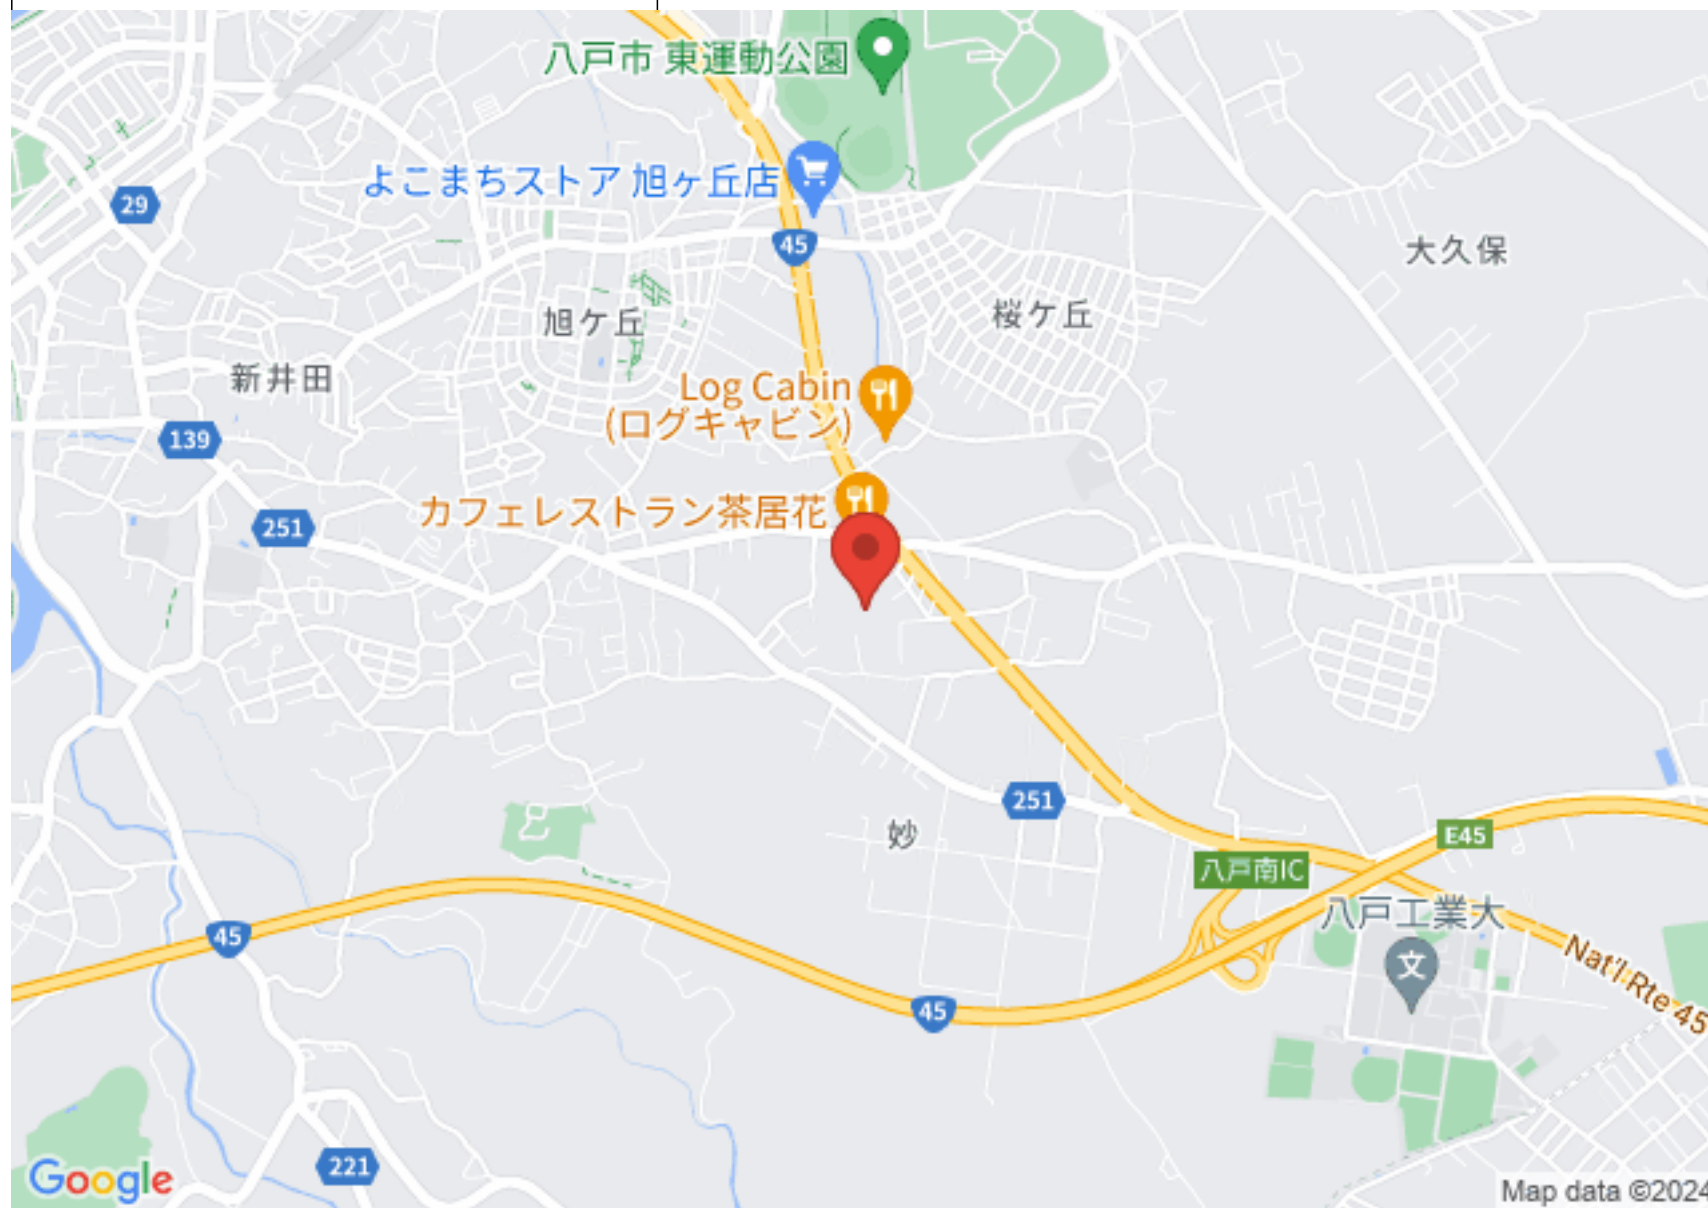 八戸市 東運動公園
よこまちストア 旭ヶ丘店
29
45
大久保
桜ケ丘
旭ケ丘
新井田
Log Cabin
(ログキャビン)
139
カフェレストラン茶居花
251
251
妙
E45
八戸南IC
八戸工業大
文
45
Nat'l Rte 45
45
221
Google
Map data ©2024